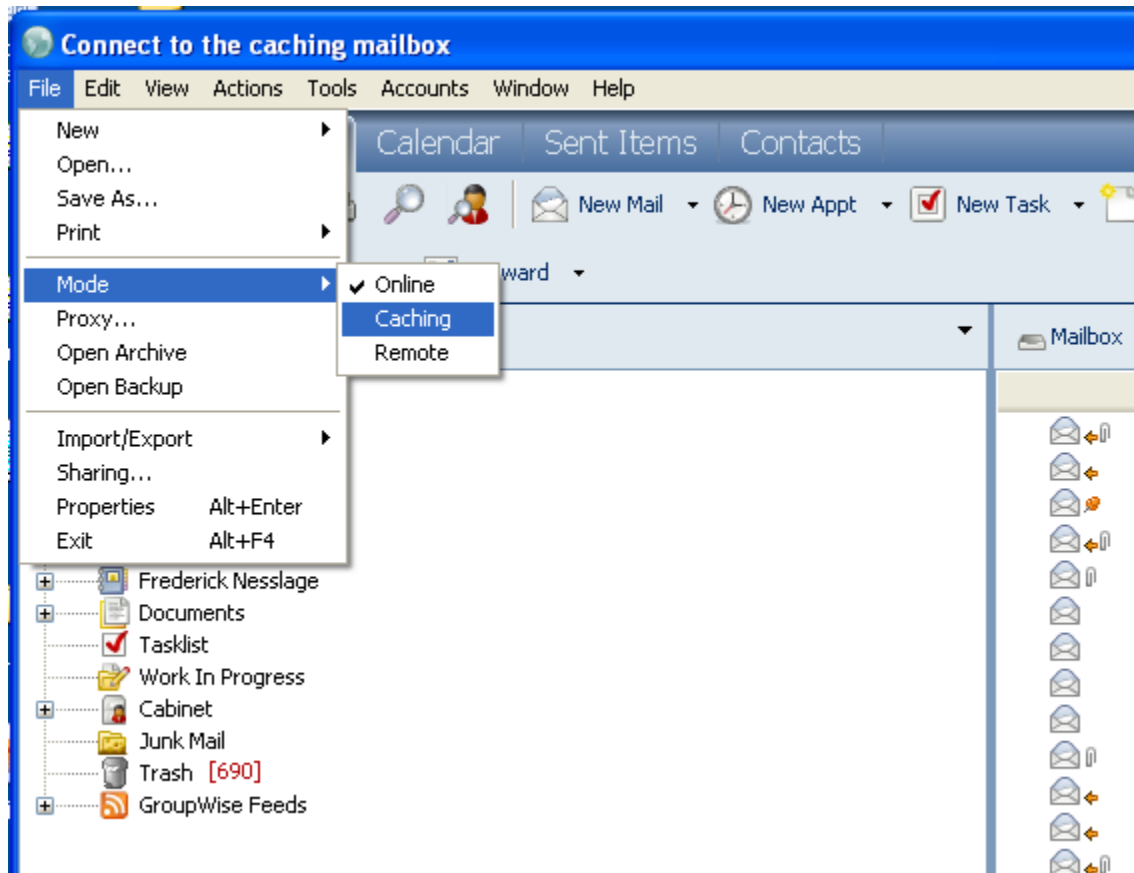 Connect to the caching mailbox
File Edit View Actions Tools Accounts Window Help
Calendar Sent Items Contacts
New Mail New Appt New Task
ward
Mailbox
New
Open...
Save As...
Print
Mode
Proxy...
Open Archive
Open Backup
Import/Export
Sharing...
Properties Alt+Enter
Exit Alt+F4
Online
Caching
Remote
Frederick Nesslage
Documents
Tasklist
Work In Progress
Cabinet
Junk Mail
Trash [690]
GroupWise Feeds